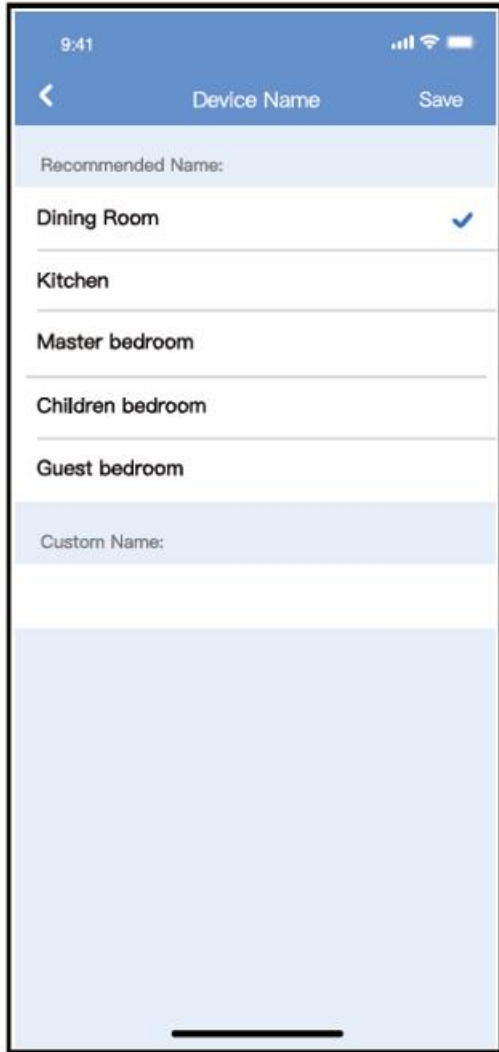 9:41
Device Name Save
Recommended Name:
Dining Room
Kitchen
Master bedroom
Children bedroom
Guest bedroom
Custom Name: